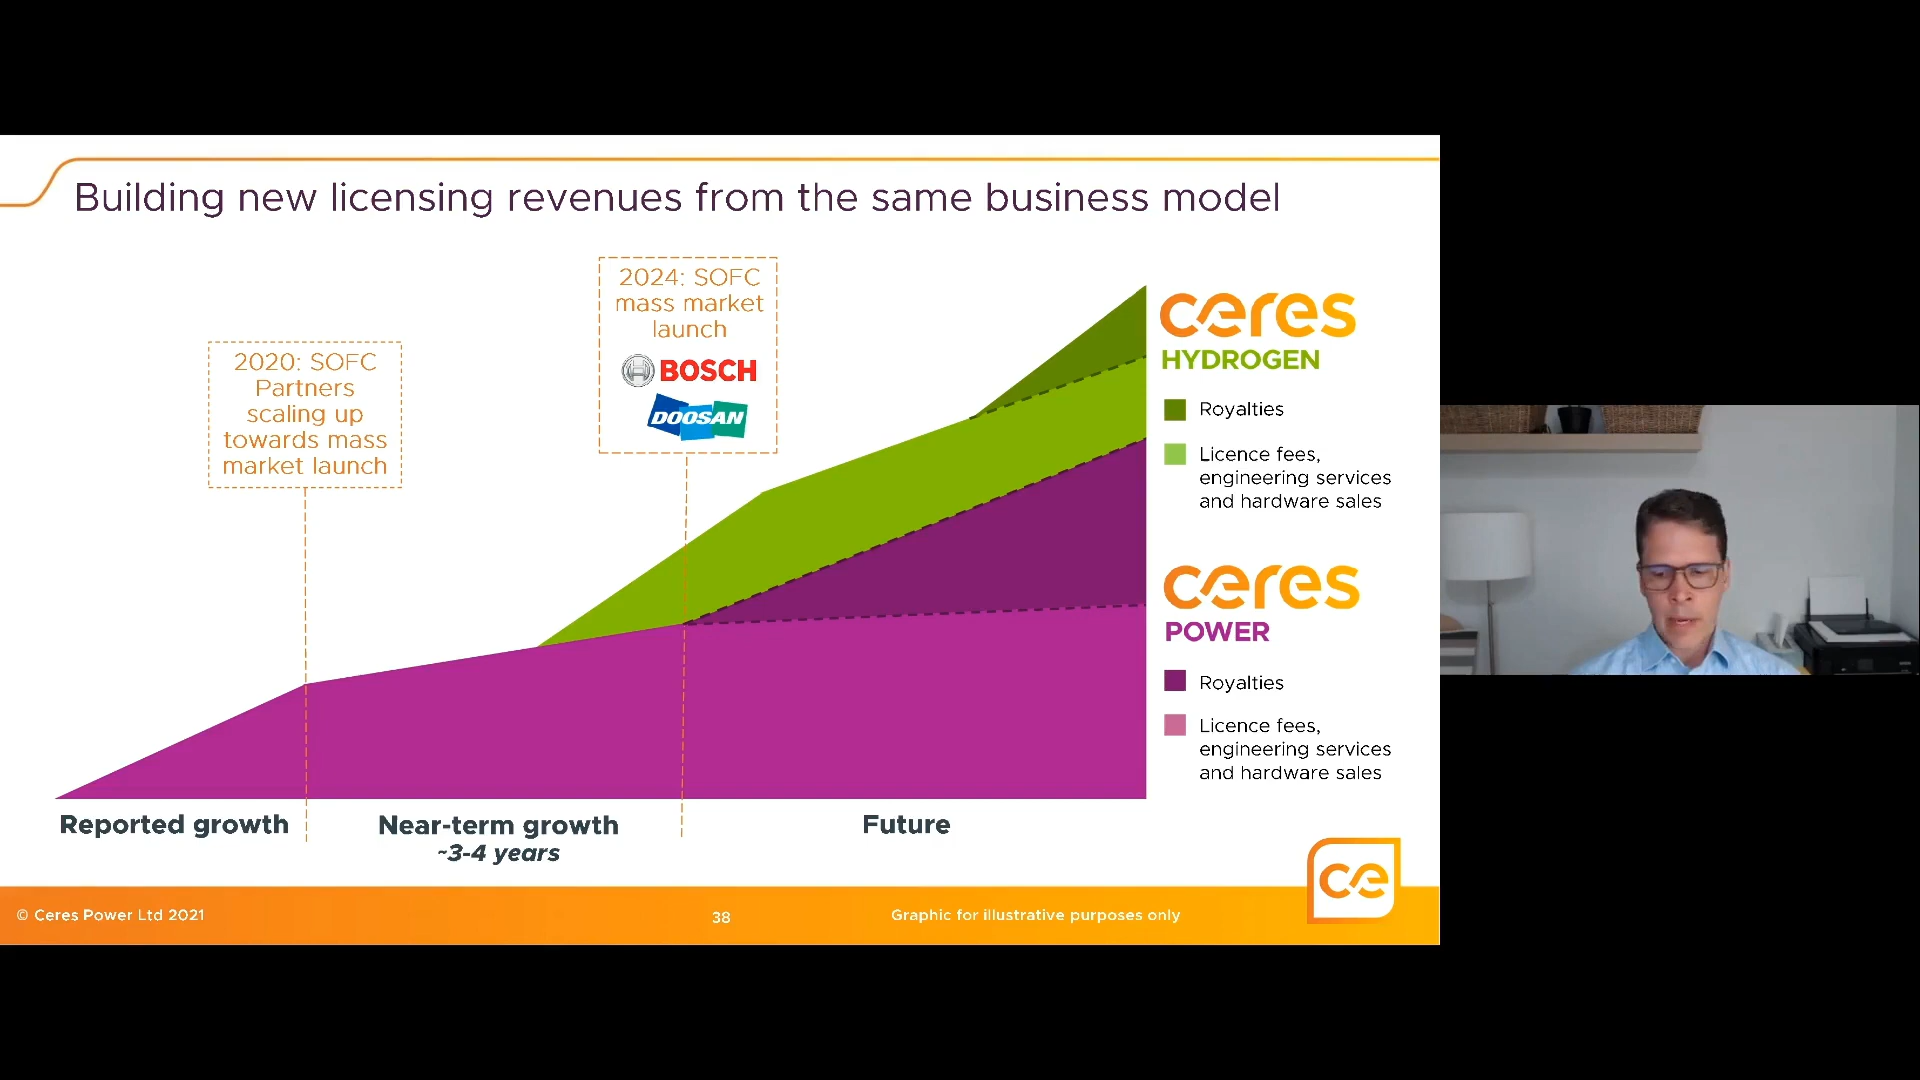 Building new licensing revenues from the same business model
2020: SOFC
Partners
scaling up
towards mass
market launch
2024: SOFC
mass market
launch
BOSCH
DOOSAN
ceres
HYDROGEN
Royalties
Licence fees,
engineering services
and hardware sales
ceres
POWER
Royalties
Licence fees,
engineering services
and hardware sales
Reported growth
Near-term growth
~3-4 years
Future
© Ceres Power Ltd 2021
38
Graphic for illustrative purposes only
ce